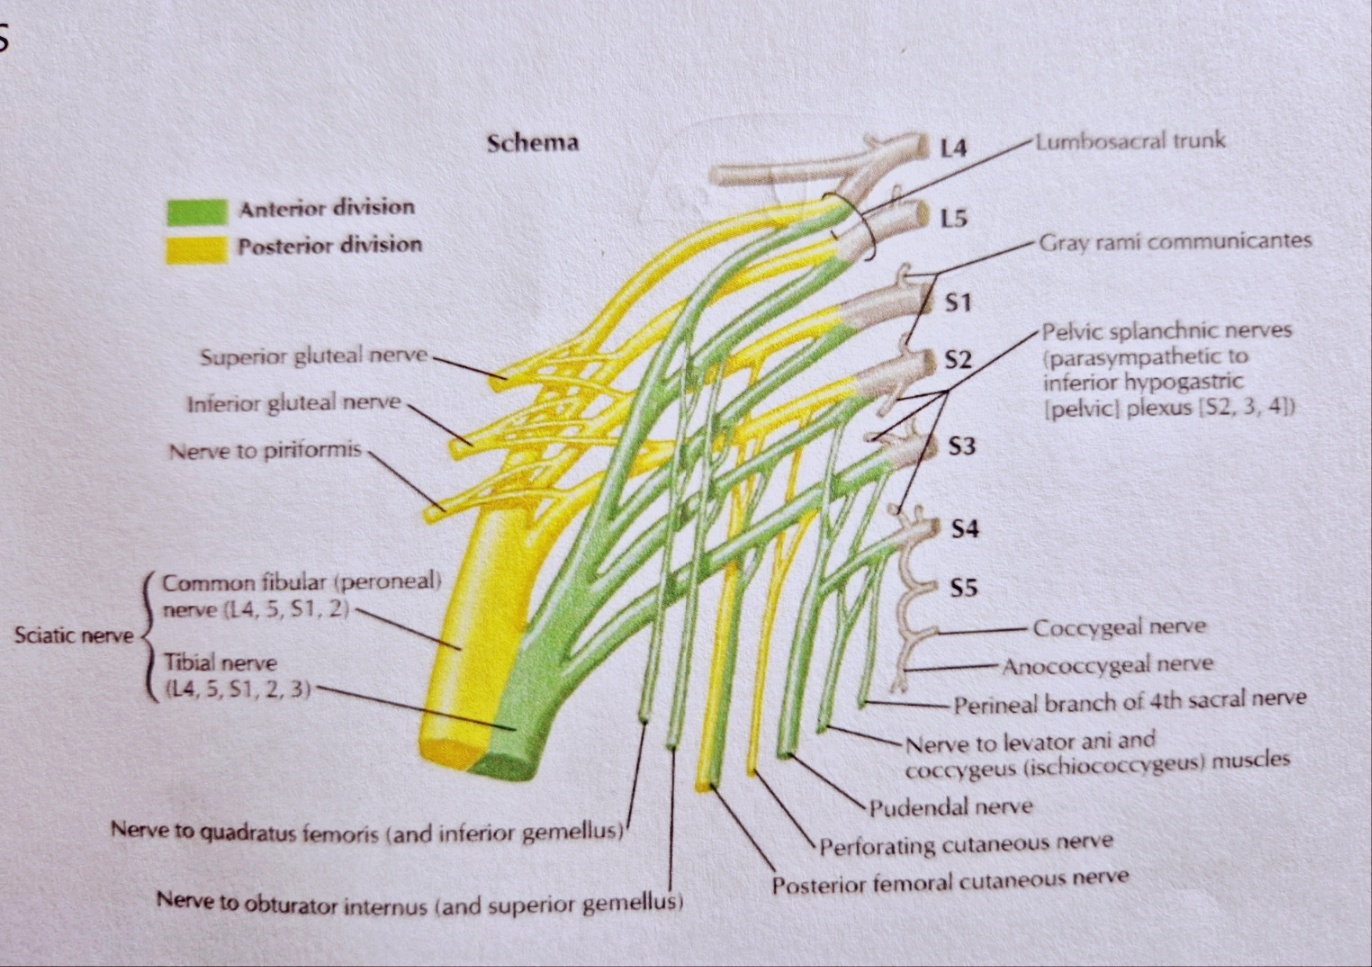 s
Schema
Anterior division
Posterior division
L4
Lumbosacral trunk
L5
Gray rami communicantes
S1
Pelvic splanchnic nerves
(parasympathetic to
inferior hypogastric
[pelvic] plexus [S2, 3, 4])
S2
S3
S4
S5
Superior gluteal nerve
Inferior gluteal nerve
Nerve to piriformis
Sciatic nerve
Common fibular (peroneal)
nerve (L4, 5, S1, 2)
Tibial nerve
(L4, 5, S1, 2, 3)
Coccygeal nerve
Anococcygeal nerve
Perineal branch of 4th sacral nerve
Nerve to levator ani and
coccygeus (ischiococcygeus) muscles
Pudendal nerve
Perforating cutaneous nerve
Posterior femoral cutaneous nerve
Nerve to quadratus femoris (and inferior gemellus)
Nerve to obturator internus (and superior gemellus)